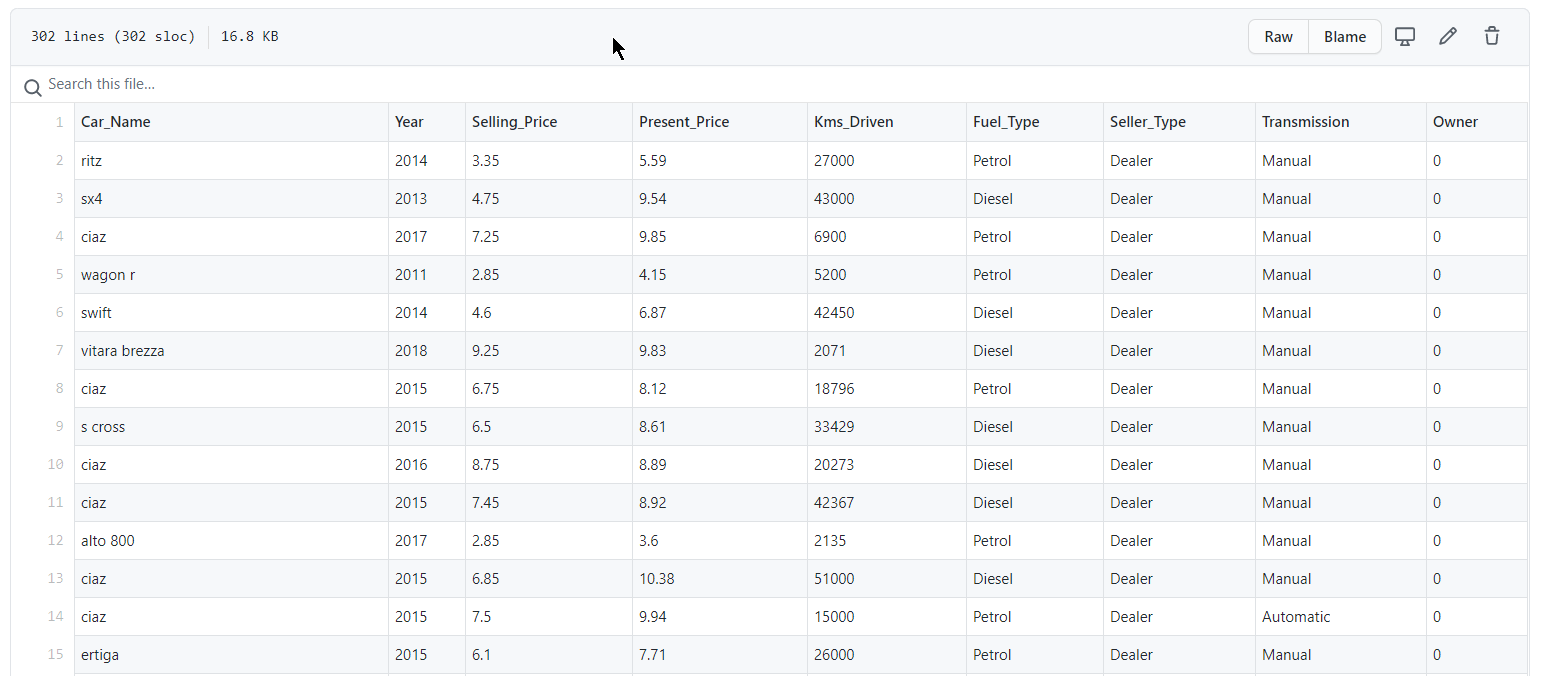 302 lines (302 sloc) 16.8 KB Raw Blame
Search this file...
1 Car_Name Year Selling_Price Present_Price Kms_Driven Fuel_Type Seller_Type Transmission Owner
2 ritz 2014 3.35 5.59 27000 Petrol Dealer Manual 0
3 sx4 2013 4.75 9.54 43000 Diesel Dealer Manual 0
4 ciaz 2017 7.25 9.85 6900 Petrol Dealer Manual 0
5 wagon r 2011 2.85 4.15 5200 Petrol Dealer Manual 0
6 swift 2014 4.6 6.87 42450 Diesel Dealer Manual 0
7 vitara brezza 2018 9.25 9.83 2071 Diesel Dealer Manual 0
8 ciaz 2015 6.75 8.12 18796 Petrol Dealer Manual 0
9 s cross 2015 6.5 8.61 33429 Diesel Dealer Manual 0
10 ciaz 2016 8.75 8.89 20273 Diesel Dealer Manual 0
11 ciaz 2015 7.45 8.92 42367 Diesel Dealer Manual 0
12 alto 800 2017 2.85 3.6 2135 Petrol Dealer Manual 0
13 ciaz 2015 6.85 10.38 51000 Diesel Dealer Manual 0
14 ciaz 2015 7.5 9.94 15000 Petrol Dealer Automatic 0
15 ertiga 2015 6.1 7.71 26000 Petrol Dealer Manual 0